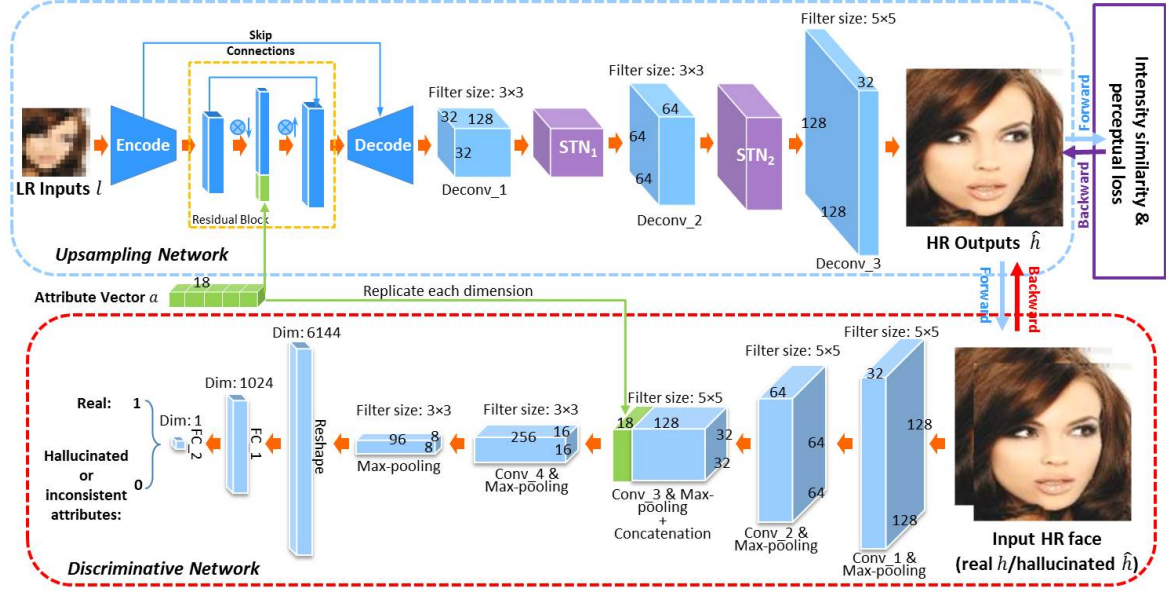 Skip
Connections
LR Inputs l
Encode
Residual Block
Decode
Filter size: 3×3
32
128
32
Deconv_1
STN1
Filter size: 3×3
64
64
64
Deconv_2
STN2
Filter size: 5×5
32
128
128
Deconv_3
HR Outputs ĥ
Forward
Backward
Intensity similarity &
perceptual loss
Upsampling Network
18
Attribute Vector a
Replicate each dimension
Forward
Backward
Real: 1
Hallucinated
or
inconsistent
attributes:
0
Dim: 1
FC_2
Dim: 1024
FC_1
Dim: 6144
Reshape
Filter size: 3×3
96
8
8
Max-pooling
Filter size: 3×3
256
16
16
Conv_4 &
Max-pooling
Filter size: 5×5
18
128
32
32
Conv_3 & Max-
pooling
+
Concatenation
Filter size: 5×5
64
64
64
Conv_2 &
Max-pooling
Filter size: 5×5
32
128
128
Conv_1 &
Max-pooling
Input HR face
(real h/hallucinated ĥ)
Discriminative Network